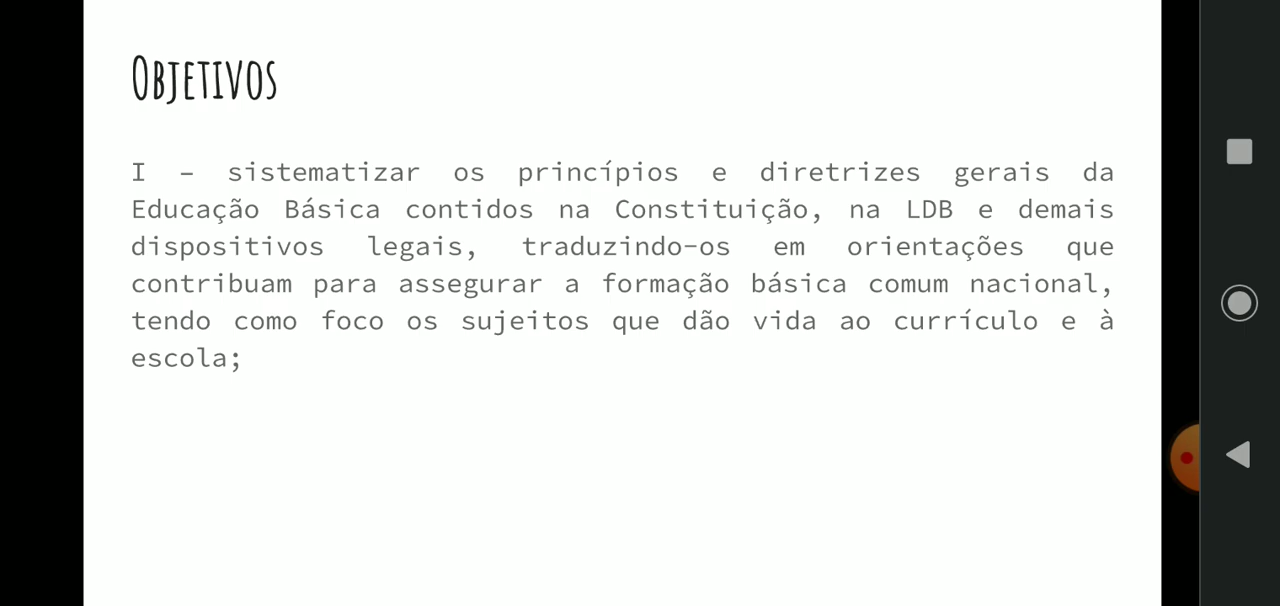 Objetivos
I – sistematizar os princípios e diretrizes gerais da
Educação Básica contidos na Constituição, na LDB e demais
dispositivos legais, traduzindo-os em orientações que
contribuam para assegurar a formação básica comum nacional,
tendo como foco os sujeitos que dão vida ao currículo e à
escola;